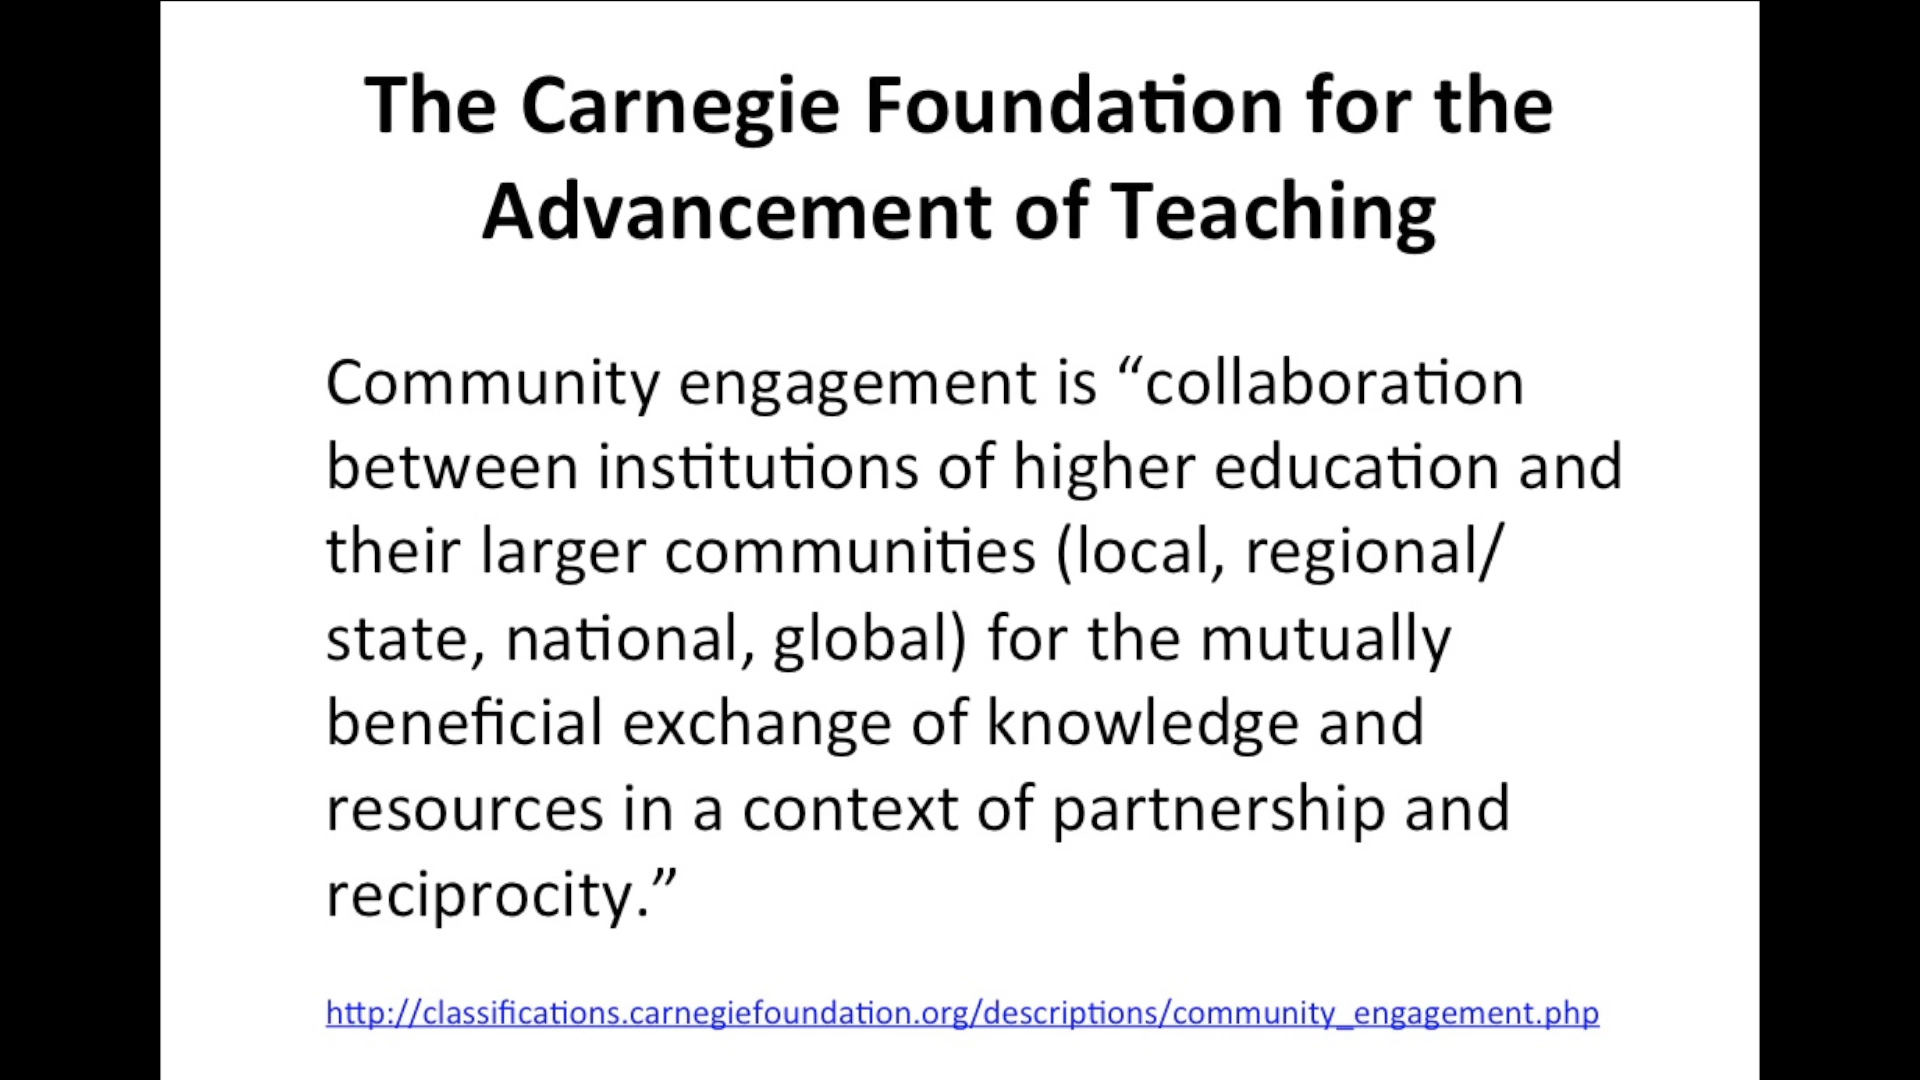 The Carnegie Foundation for the
Advancement of Teaching
Community engagement is “collaboration
between institutions of higher education and
their larger communities (local, regional/
state, national, global) for the mutually
beneficial exchange of knowledge and
resources in a context of partnership and
reciprocity.”
http://classifications.carnegiefoundation.org/descriptions/community_engagement.php